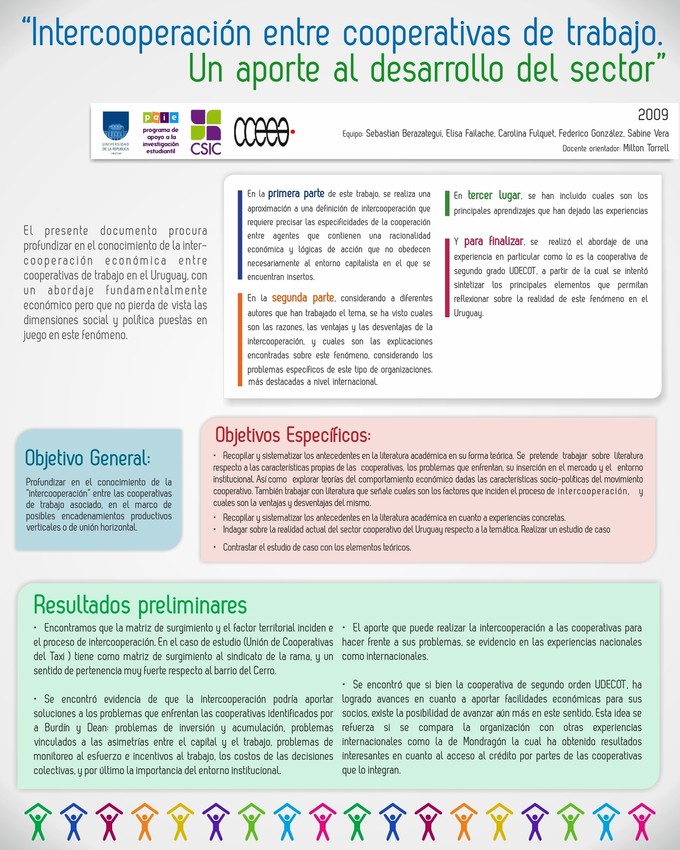 “Intercooperación entre cooperativas de trabajo.
Un aporte al desarrollo del sector”
UNIVERSIDAD
DE LA REPÚBLICA
paie
programa de
apoyo a la
investigación
estudiantil
CSIC
2009
Equipo: Sebastian Berazategui, Elisa Failache, Carolina Fulquet, Federico González, Sabine Vera
Docente orientador: Milton Torrell
El presente documento procura
profundizar en el conocimiento de la inter-
cooperación económica entre
cooperativas de trabajo en el Uruguay, con
un abordaje fundamentalmente
económico pero que no pierda de vista las
dimensiones social y política puestas en
juego en este fenómeno.
En la primera parte de este trabajo, se realiza una
aproximación a una definición de intercooperación que
requiere precisar las especificidades de la cooperación
entre agentes que contienen una racionalidad
económica y lógicas de acción que no obedecen
necesariamente al entorno capitalista en el que se
encuentran insertos.
En la segunda parte, considerando a diferentes
autores que han trabajado el tema, se ha visto cuales
son las razones, las ventajas y las desventajas de la
intercooperación, y cuales son las explicaciones
encontradas sobre este fenómeno, considerando los
problemas específicos de este tipo de organizaciones,
más destacadas a nivel internacional.
En tercer lugar, se han incluido cuales son los
principales aprendizajes que han dejado las experiencias
Y para finalizar, se realizó el abordaje de una
experiencia en particular como lo es la cooperativa de
segundo grado UDECOT, a partir de la cual se intentó
sintetizar los principales elementos que permitan
reflexionar sobre la realidad de este fenómeno en el
Uruguay.
Objetivo General:
Profundizar en el conocimiento de la
“intercooperación” entre las cooperativas
de trabajo asociado, en el marco de
posibles encadenamientos productivos
verticales o de unión horizontal.
Objetivos Específicos:
• Recopilar y sistematizar los antecedentes en la literatura académica en su forma teórica. Se pretende trabajar sobre literatura
respecto a las características propias de las cooperativas, los problemas que enfrentan, su inserción en el mercado y el entorno
institucional. Así como explorar teorías del comportamiento económico dadas las características socio-políticas del movimiento
cooperativo. También trabajar con literatura que señale cuales son los factores que inciden el proceso de intercooperación, y
cuales son la ventajas y desventajas del mismo.
• Recopilar y sistematizar los antecedentes en la literatura académica en cuanto a experiencias concretas.
• Indagar sobre la realidad actual del sector cooperativo del Uruguay respecto a la temática. Realizar un estudio de caso
• Contrastar el estudio de caso con los elementos teóricos.
Resultados preliminares
• Encontramos que la matriz de surgimiento y el factor territorial inciden e
el proceso de intercooperación. En el caso de estudio (Unión de Cooperativas
del Taxi ) tiene como matriz de surgimiento al sindicato de la rama, y un
sentido de pertenencia muy fuerte respecto al barrio del Cerro.
• Se encontró evidencia de que la intercooperación podría aportar
soluciones a los problemas que enfrentan las cooperativas identificados por
a Burdín y Dean: problemas de inversión y acumulación, problemas
vinculados a las asimetrías entre el capital y el trabajo, problemas de
monitoreo al esfuerzo e incentivos al trabajo, los costos de las decisiones
colectivas, y por último la importancia del entorno institucional.
• El aporte que puede realizar la intercooperación a las cooperativas para
hacer frente a sus problemas, se evidencio en las experiencias nacionales
como internacionales.
• Se encontró que si bien la cooperativa de segundo orden UDECOT, ha
logrado avances en cuanto a aportar facilidades económicas para sus
socios, existe la posibilidad de avanzar aún más en este sentido. Esta idea se
refuerza si se compara la organización con otras experiencias
internacionales como la de Mondragón la cual ha obtenido resultados
interesantes en cuanto al acceso al crédito por partes de las cooperativas
que lo integran.